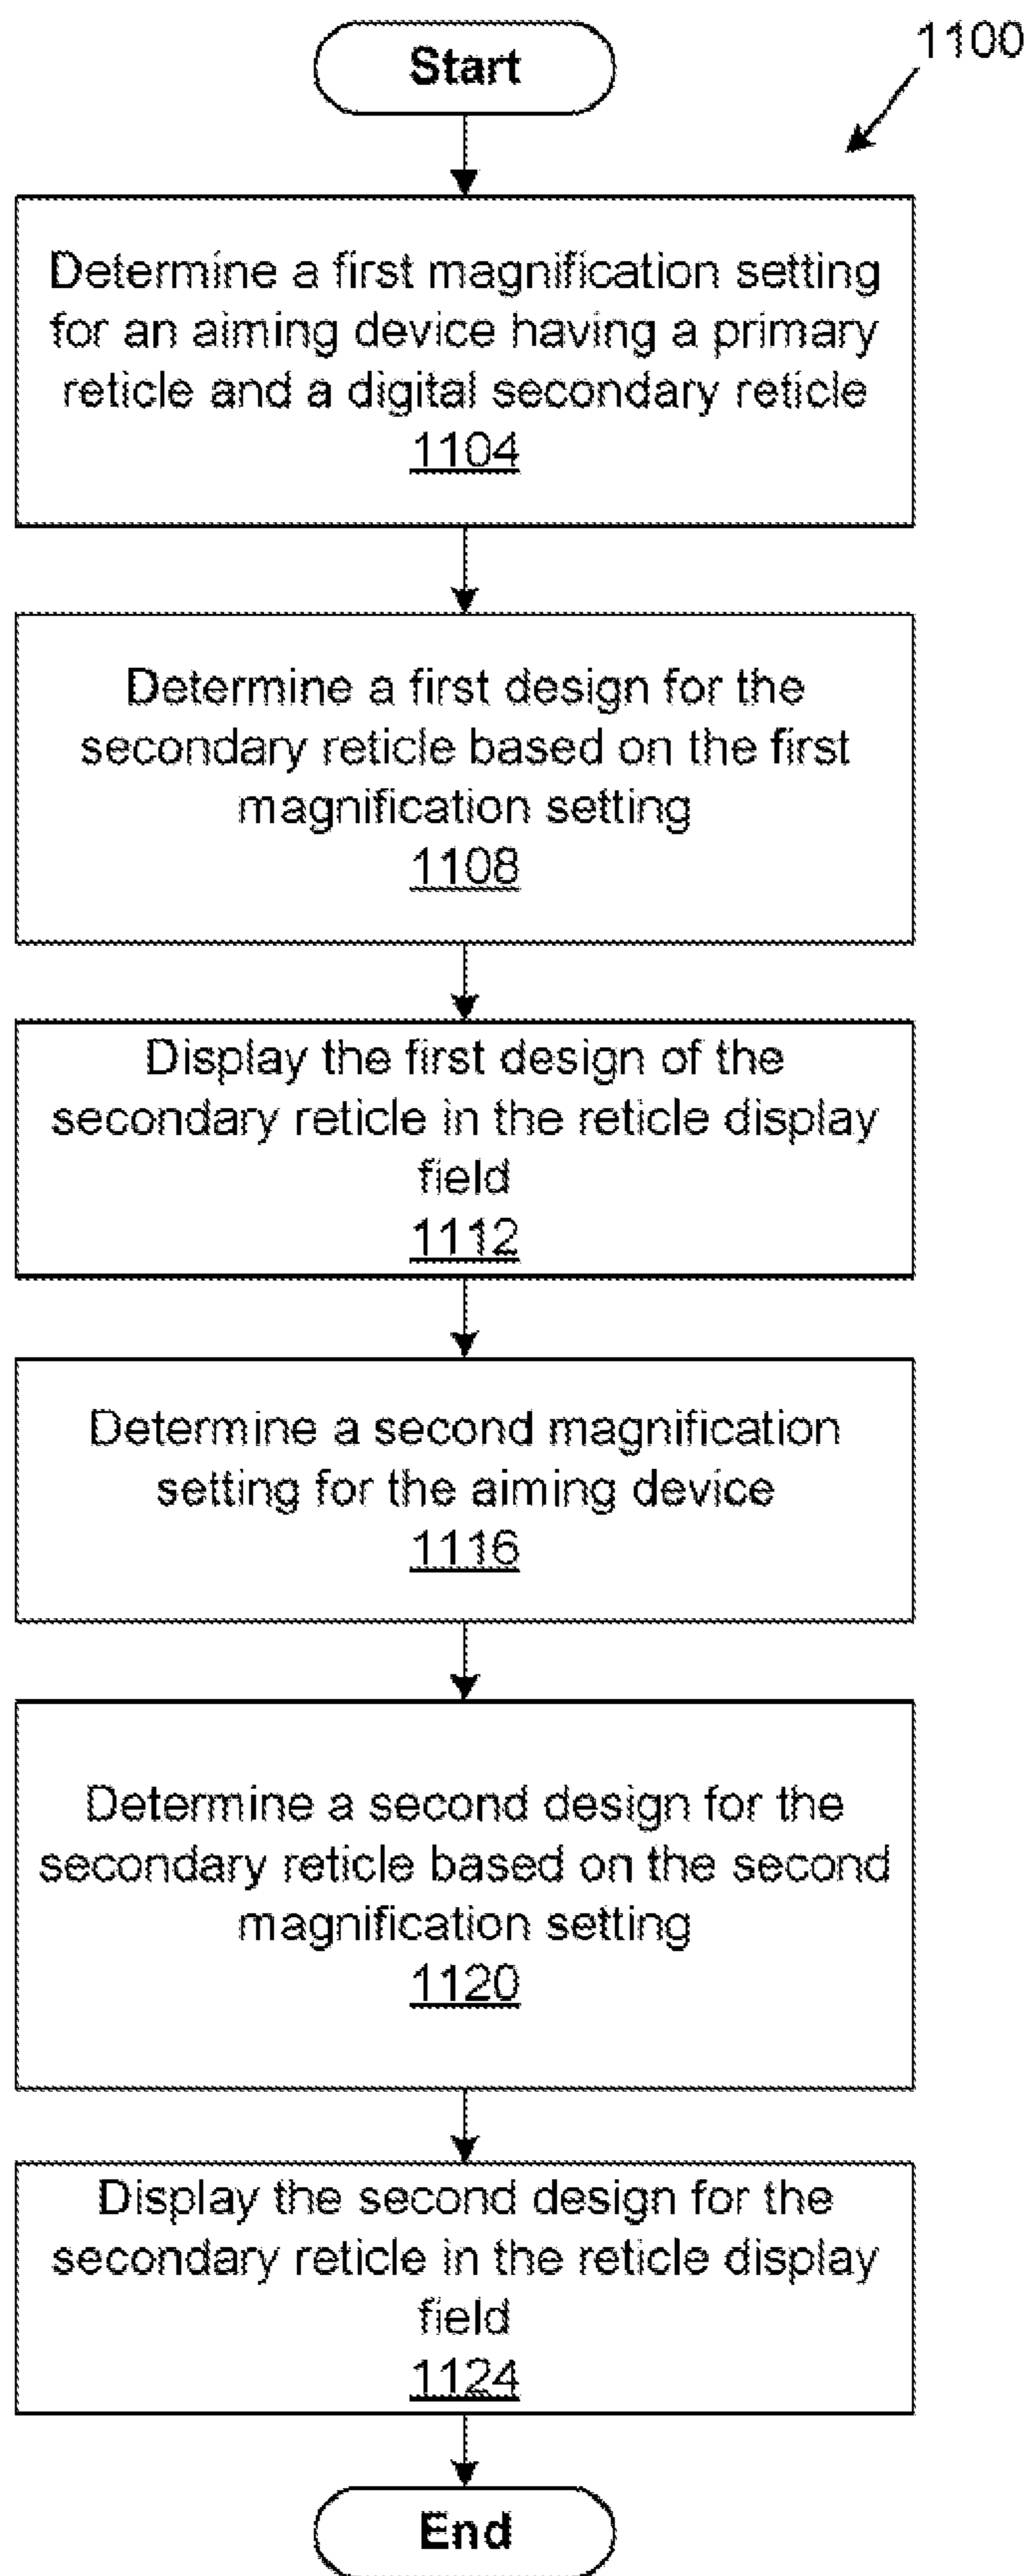 1100
Start
Determine a first magnification setting
for an aiming device having a primary
reticle and a digital secondary reticle
1104
Determine a first design for the
secondary reticle based on the first
magnification setting
1108
Display the first design of the
secondary reticle in the reticle display
field
1112
Determine a second magnification
setting for the aiming device
1116
Determine a second design for the
secondary reticle based on the second
magnification setting
1120
Display the second design for the
secondary reticle in the reticle display
field
1124
End